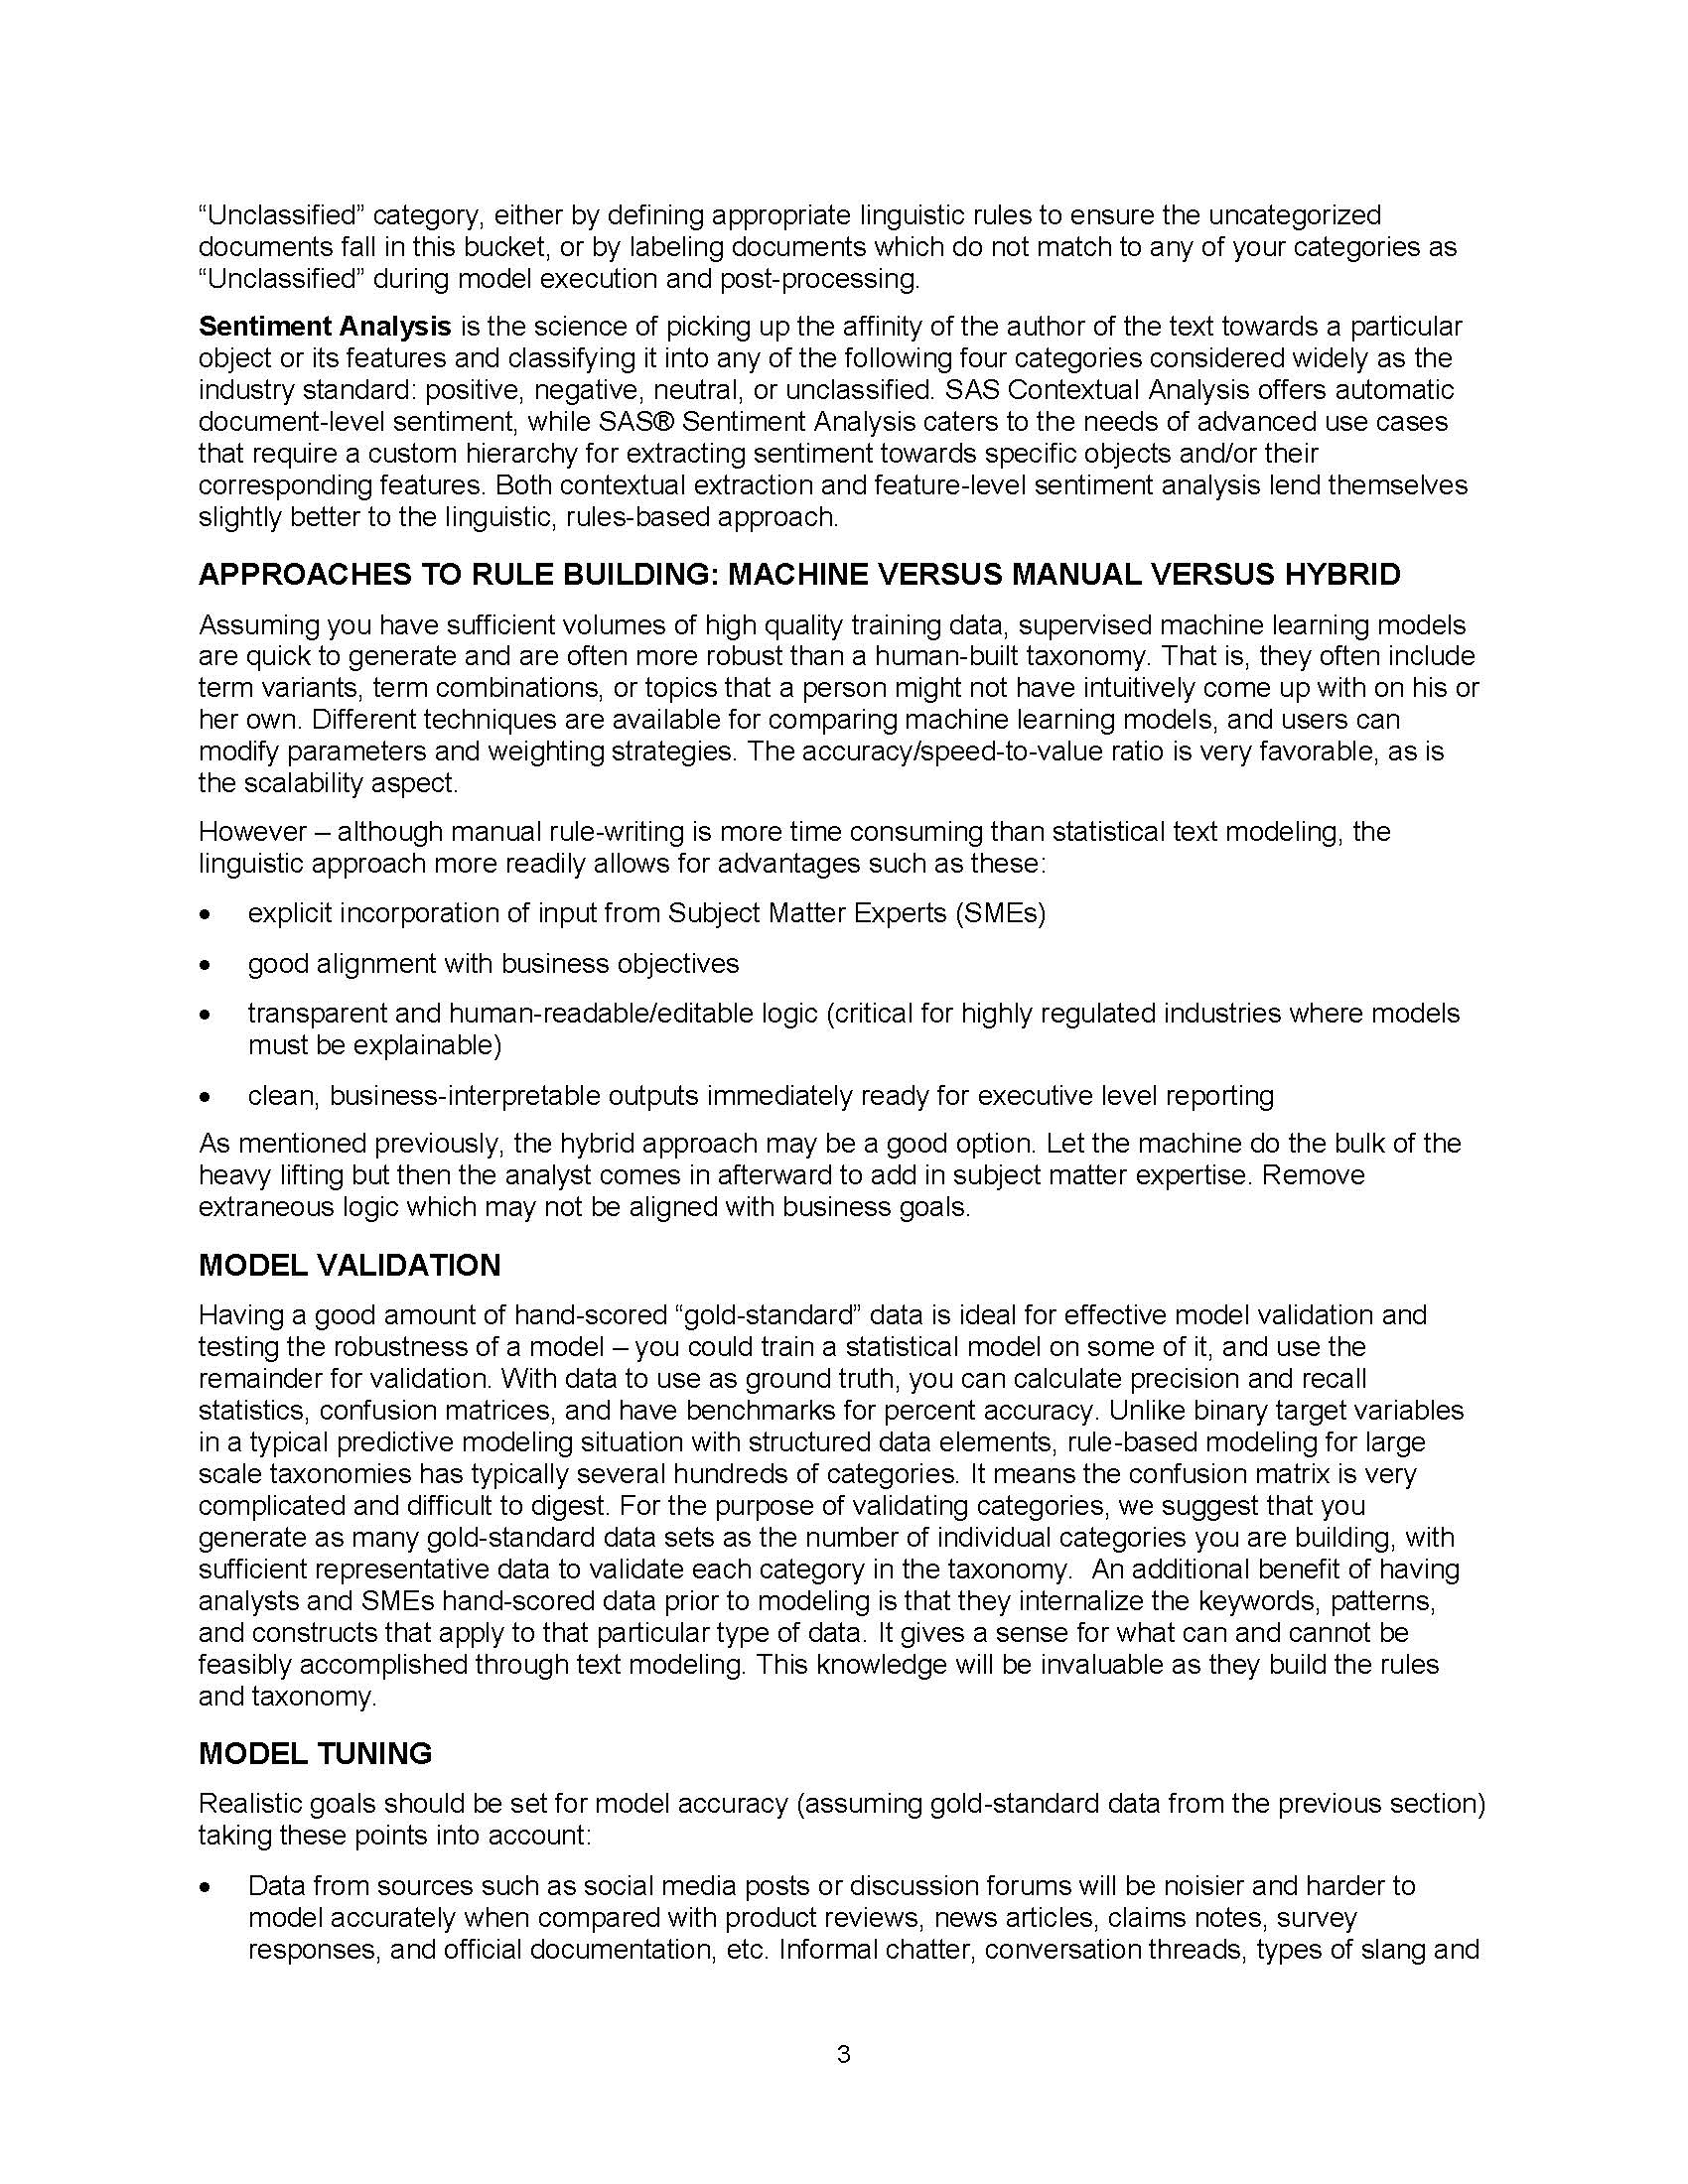 “Unclassified” category, either by defining appropriate linguistic rules to ensure the uncategorized
documents fall in this bucket, or by labeling documents which do not match to any of your categories as
“Unclassified” during model execution and post-processing.
Sentiment Analysis is the science of picking up the affinity of the author of the text towards a particular
object or its features and classifying it into any of the following four categories considered widely as the
industry standard: positive, negative, neutral, or unclassified. SAS Contextual Analysis offers automatic
document-level sentiment, while SAS® Sentiment Analysis caters to the needs of advanced use cases
that require a custom hierarchy for extracting sentiment towards specific objects and/or their
corresponding features. Both contextual extraction and feature-level sentiment analysis lend themselves
slightly better to the linguistic, rules-based approach.
APPROACHES TO RULE BUILDING: MACHINE VERSUS MANUAL VERSUS HYBRID
Assuming you have sufficient volumes of high quality training data, supervised machine learning models
are quick to generate and are often more robust than a human-built taxonomy. That is, they often include
term variants, term combinations, or topics that a person might not have intuitively come up with on his or
her own. Different techniques are available for comparing machine learning models, and users can
modify parameters and weighting strategies. The accuracy/speed-to-value ratio is very favorable, as is
the scalability aspect.
However – although manual rule-writing is more time consuming than statistical text modeling, the
linguistic approach more readily allows for advantages such as these:
• explicit incorporation of input from Subject Matter Experts (SMEs)
• good alignment with business objectives
• transparent and human-readable/editable logic (critical for highly regulated industries where models
must be explainable)
• clean, business-interpretable outputs immediately ready for executive level reporting
As mentioned previously, the hybrid approach may be a good option. Let the machine do the bulk of the
heavy lifting but then the analyst comes in afterward to add in subject matter expertise. Remove
extraneous logic which may not be aligned with business goals.
MODEL VALIDATION
Having a good amount of hand-scored “gold-standard” data is ideal for effective model validation and
testing the robustness of a model – you could train a statistical model on some of it, and use the
remainder for validation. With data to use as ground truth, you can calculate precision and recall
statistics, confusion matrices, and have benchmarks for percent accuracy. Unlike binary target variables
in a typical predictive modeling situation with structured data elements, rule-based modeling for large
scale taxonomies has typically several hundreds of categories. It means the confusion matrix is very
complicated and difficult to digest. For the purpose of validating categories, we suggest that you
generate as many gold-standard data sets as the number of individual categories you are building, with
sufficient representative data to validate each category in the taxonomy.  An additional benefit of having
analysts and SMEs hand-scored data prior to modeling is that they internalize the keywords, patterns,
and constructs that apply to that particular type of data. It gives a sense for what can and cannot be
feasibly accomplished through text modeling. This knowledge will be invaluable as they build the rules
and taxonomy.
MODEL TUNING
Realistic goals should be set for model accuracy (assuming gold-standard data from the previous section)
taking these points into account:
• Data from sources such as social media posts or discussion forums will be noisier and harder to
model accurately when compared with product reviews, news articles, claims notes, survey
responses, and official documentation, etc. Informal chatter, conversation threads, types of slang and
3